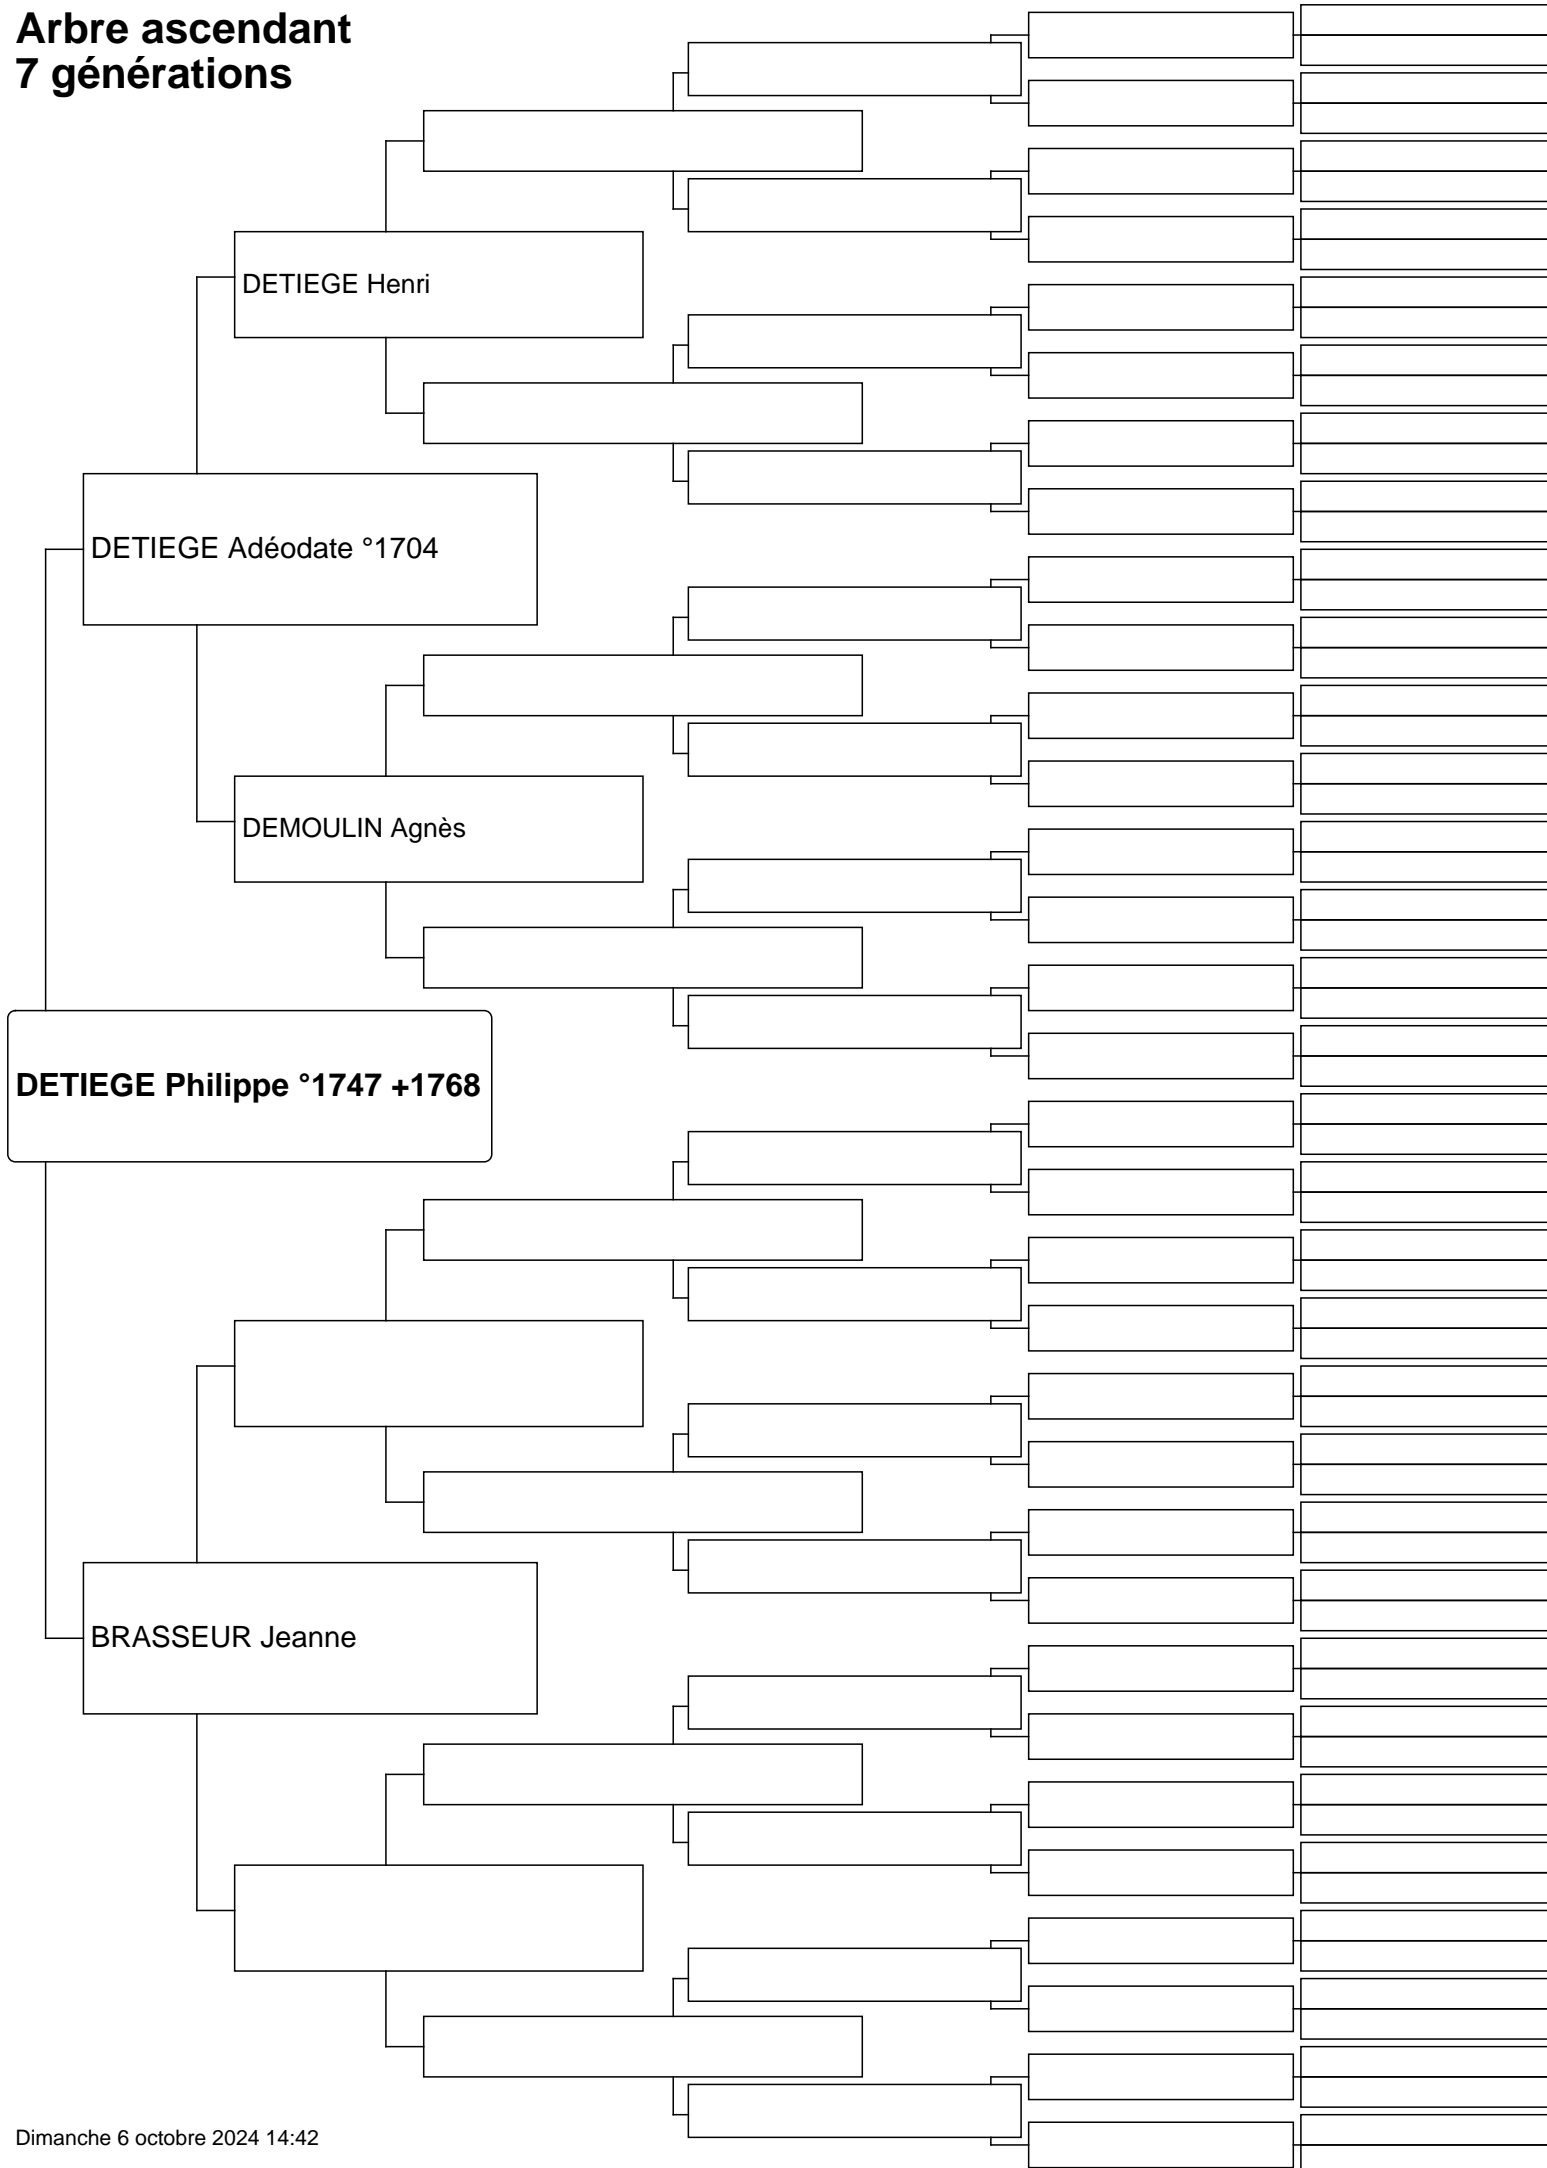 Arbre ascendant
7 générations
DETIEGE Henri
DETIEGE Adéodate °1704
DEMOULIN Agnès
DETIEGE Philippe °1747 +1768
BRASSEUR Jeanne
Dimanche 6 octobre 2024 14:42